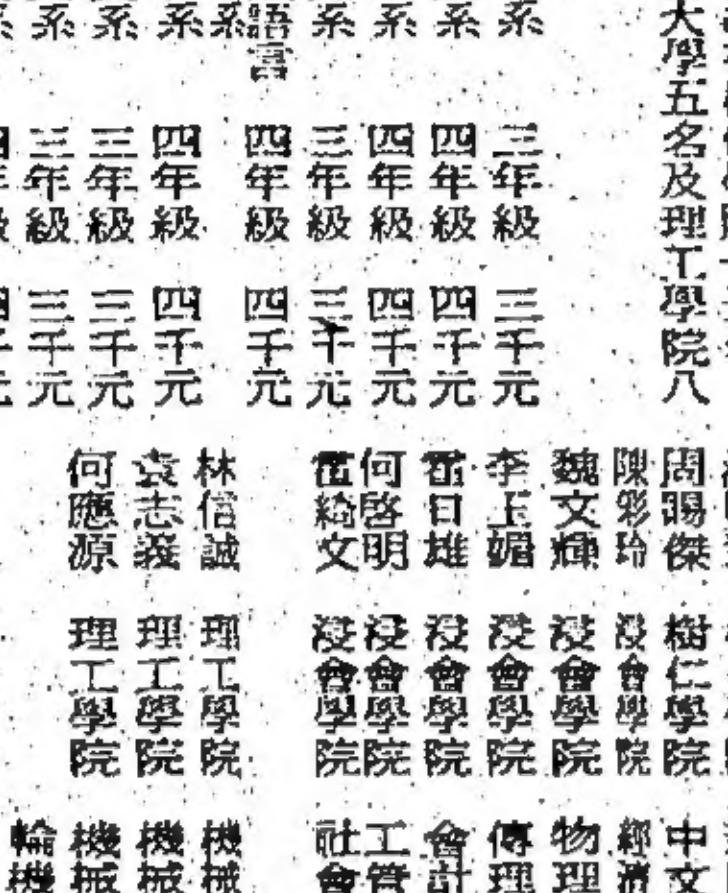 大學五名及理工學院八
系 三年級 三千元
系 四年級 四千元
系 四年級 四千元
系 三年級 三千元
語言系 四年級 四千元
系 四年級 四千元
系 三年級 三千元
系 三年級 三千元
周傑 樹仁學院 中文
陳彩玲 浸會學院 經濟
魏文輝 浸會學院 物理
李玉媚 浸會學院 傳理
雷日雄 浸會學院 會計
何啓明 浸會學院 工管
雷綺文 浸會學院 社會
林信誠 理工學院 機械
袁志義 理工學院 機械
何應源 理工學院 機械
輪機